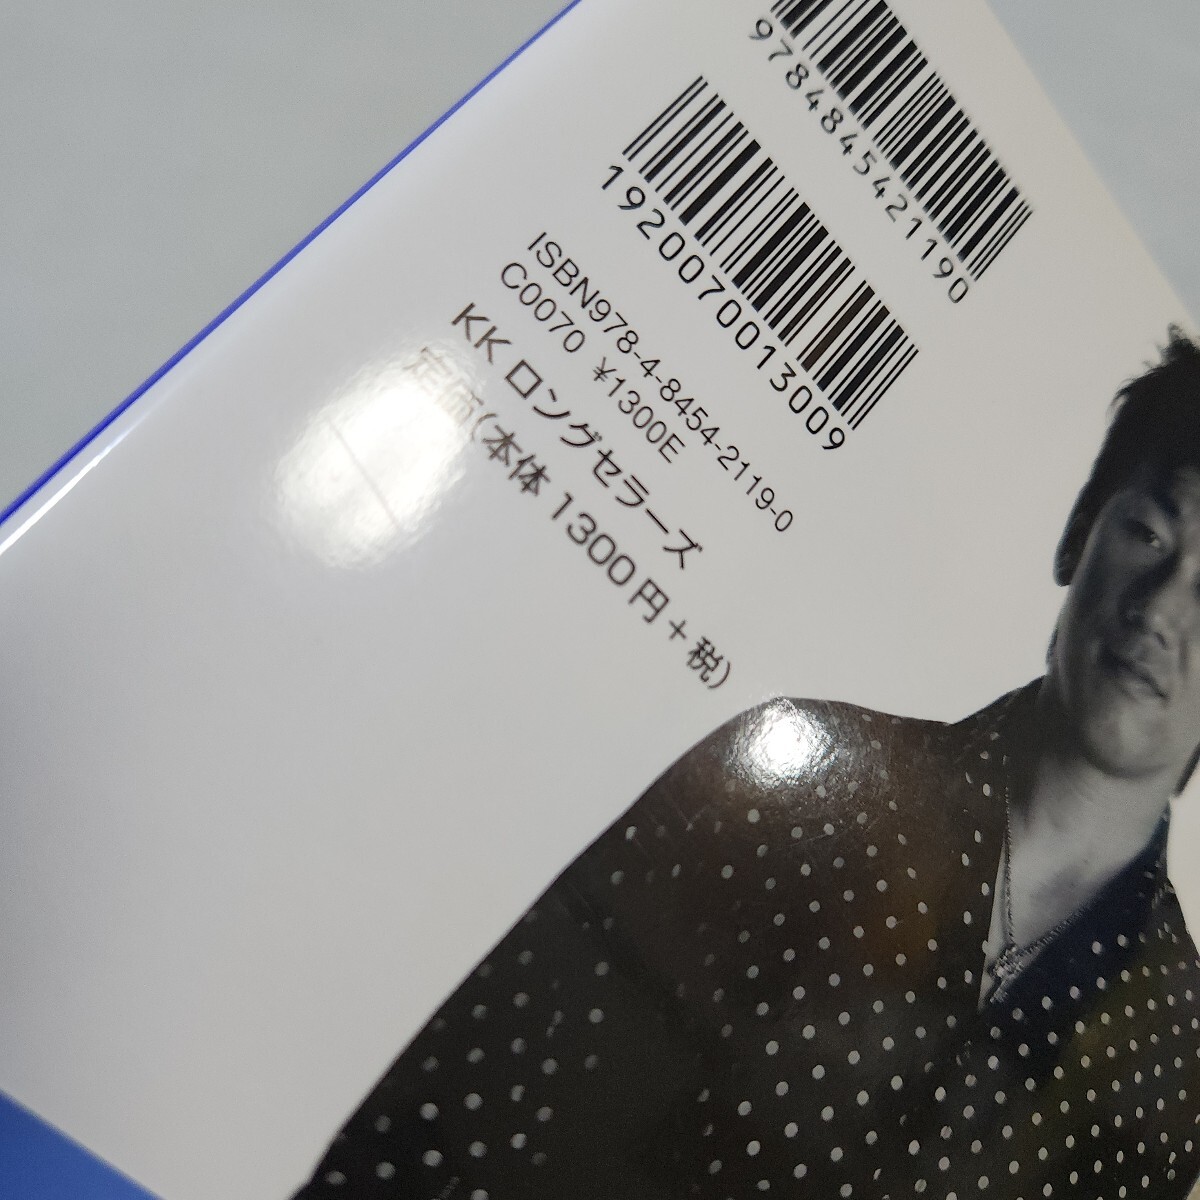 9784845421190
1920070013009
ISBN978-4-8454-2119-0
C0070 ¥1300E
KK ロングセラーズ
定価(本体 1300円+税)